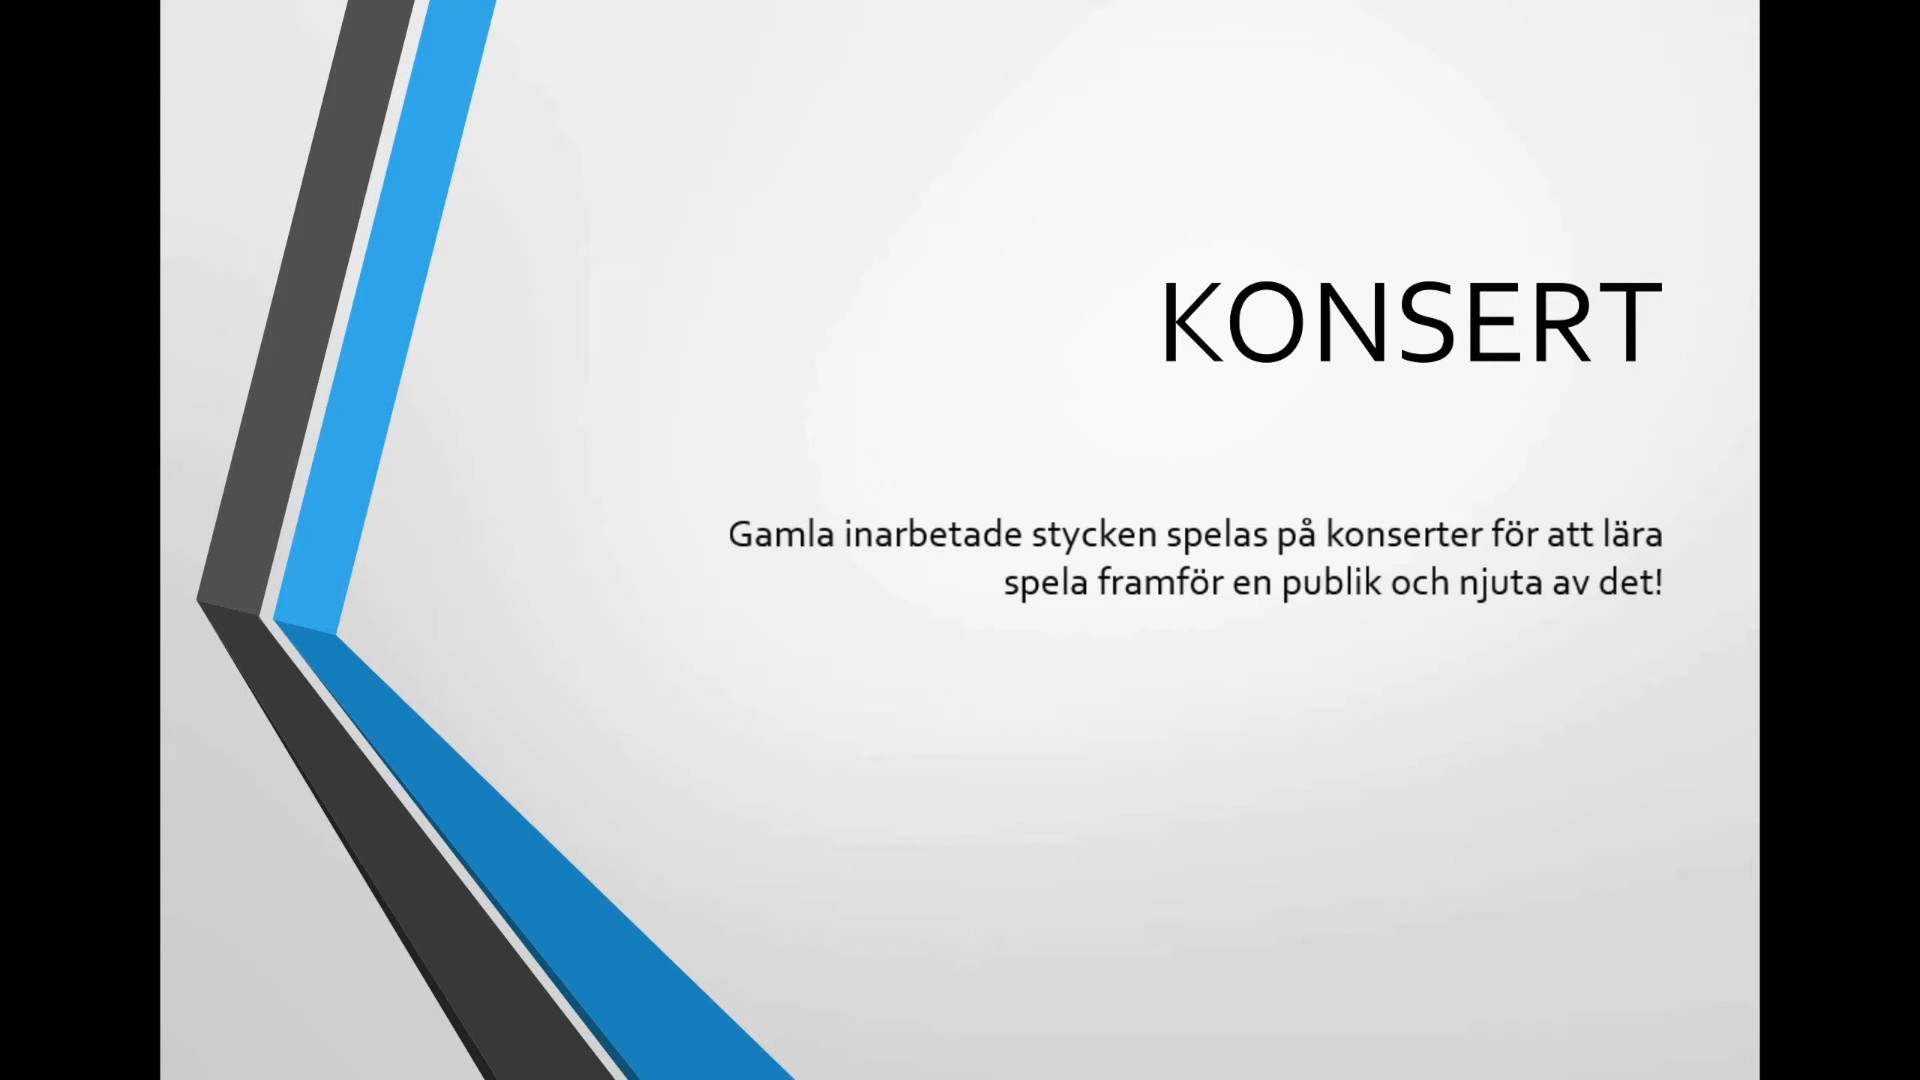 KONSERT
Gamla inarbetade stycken spelas på konserter för att lära
spela framför en publik och njuta av det!